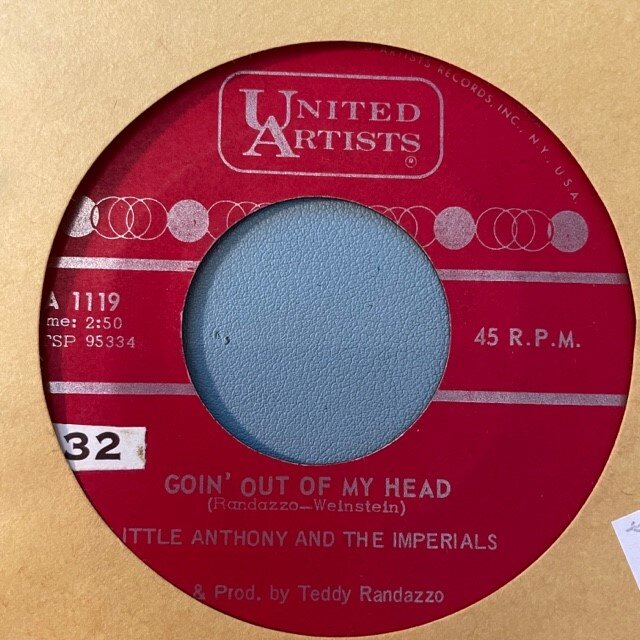 ARTISTS RECORDS, INC., N.Y. U.S.A.
UNITED
ARTISTS
®
A 1119
me: 2:50
SP 95334
45 R.P.M.
32
GOIN' OUT OF MY HEAD
(Randazzo-Weinstein)
ITTLE ANTHONY AND THE IMPERIALS
& Prod. by Teddy Randazzo